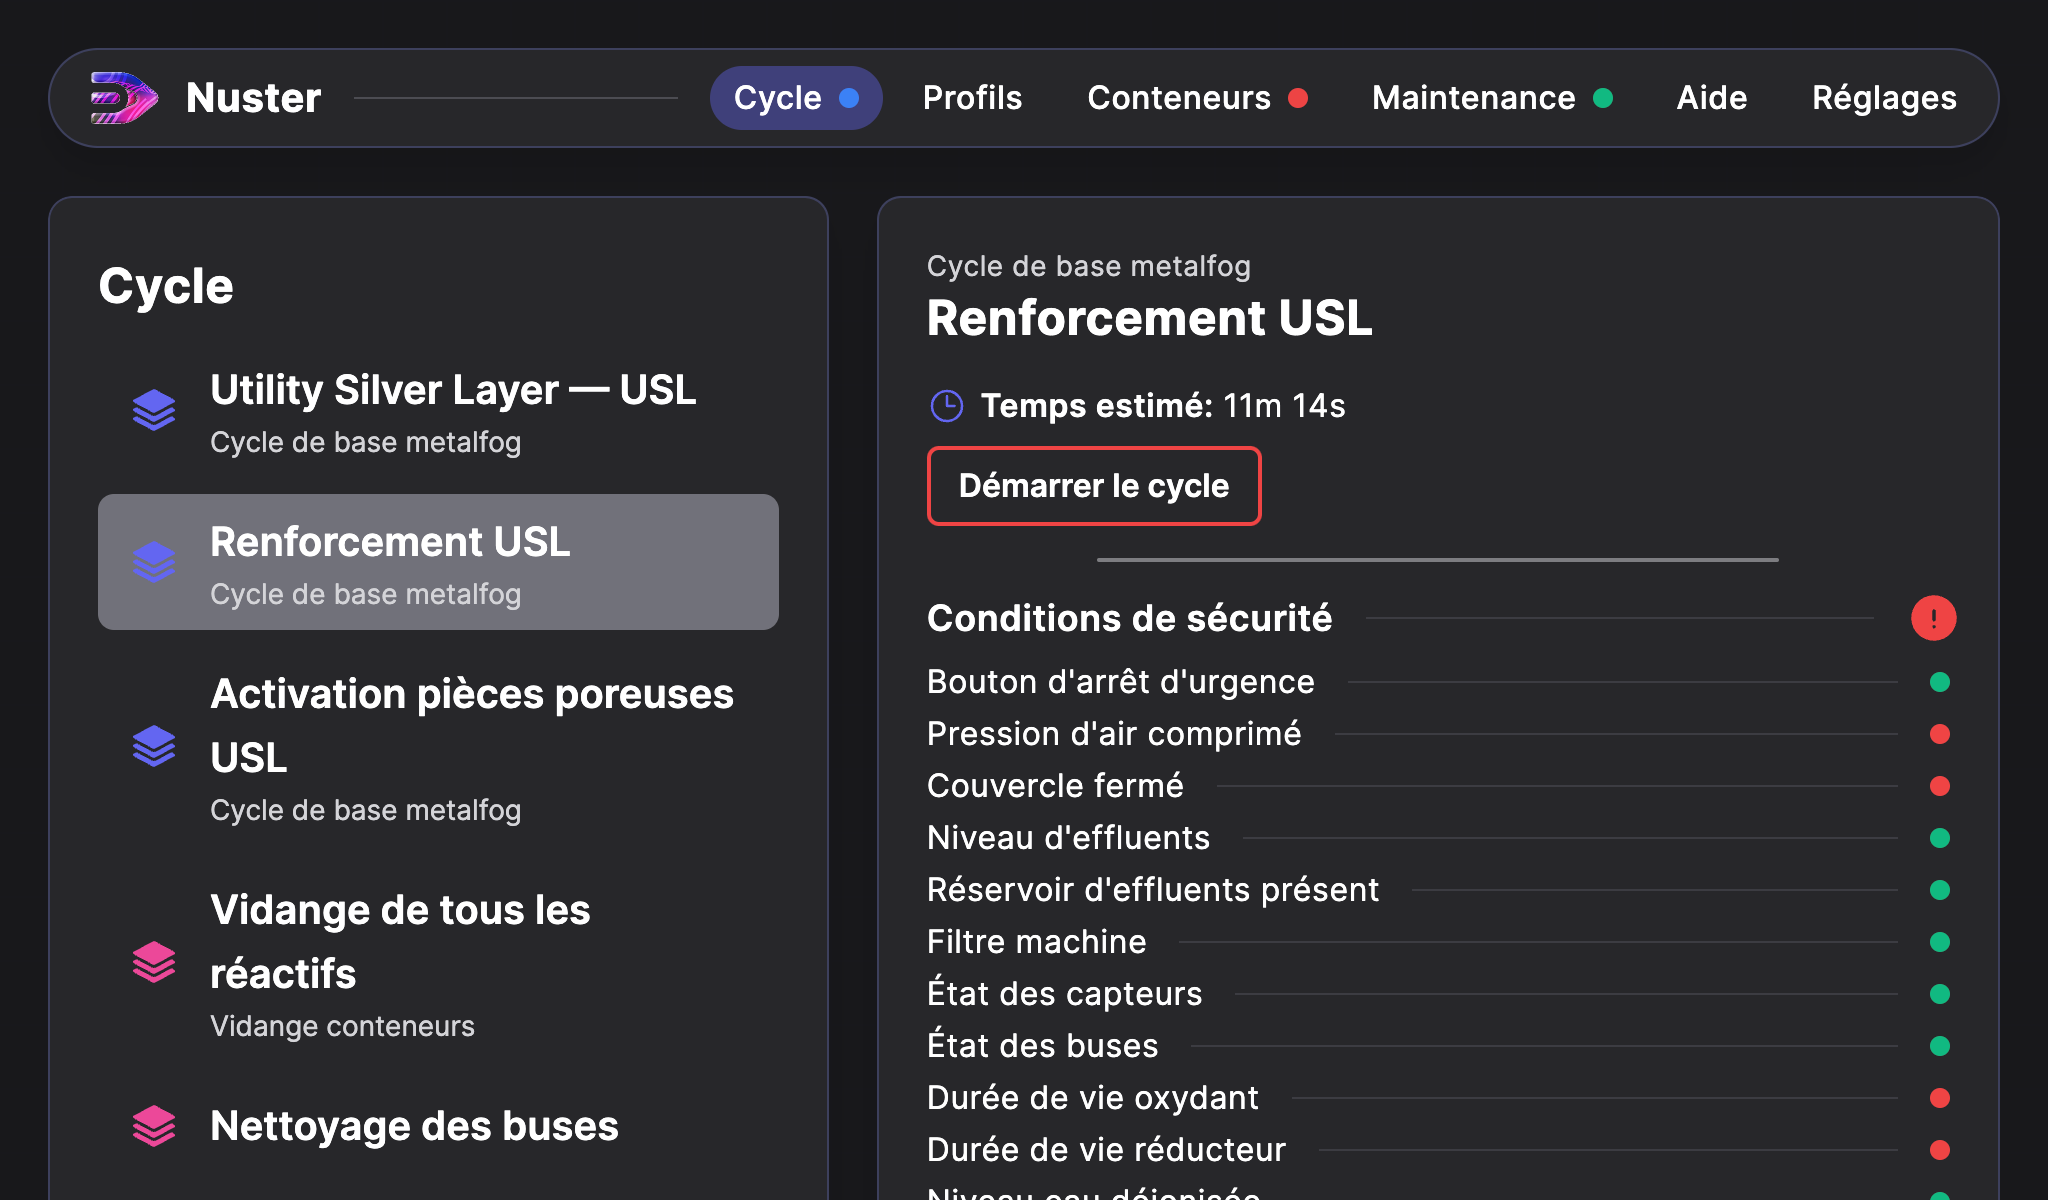 Nuster
Cycle
Profils
Conteneurs
Maintenance
Aide
Réglages
Cycle
Utility Silver Layer — USL
Cycle de base metalfog
Renforcement USL
Cycle de base metalfog
Activation pièces poreuses
USL
Cycle de base metalfog
Vidange de tous les
réactifs
Vidange conteneurs
Nettoyage des buses
Cycle de base metalfog
Renforcement USL
Temps estimé: 11m 14s
Démarrer le cycle
Conditions de sécurité
Bouton d'arrêt d'urgence
Pression d'air comprimé
Couvercle fermé
Niveau d'effluents
Réservoir d'effluents présent
Filtre machine
État des capteurs
État des buses
Durée de vie oxydant
Durée de vie réducteur
Niveau eau déionisée